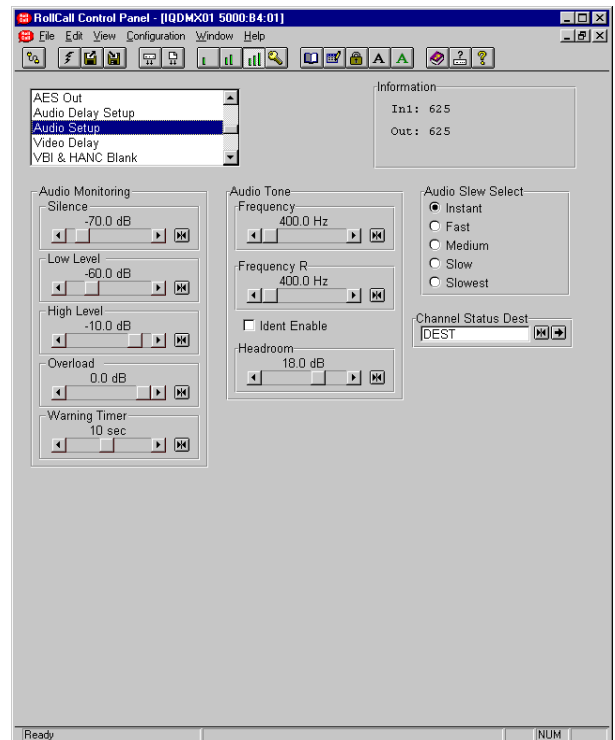 RollCall Control Panel - [IQDMX01 5000:B4:01]
File Edit View Configuration Window Help
A A
AES Out
Audio Delay Setup
Audio Setup
Video Delay
VBI & HANC Blank
Information
In1: 625
Out: 625
Audio Monitoring
Silence
-70.0 dB
Low Level
-60.0 dB
High Level
-10.0 dB
Overload
0.0 dB
Warning Timer
10 sec
Audio Tone
Frequency
400.0 Hz
Frequency R
400.0 Hz
Ident Enable
Headroom
18.0 dB
Audio Slew Select
Instant
Fast
Medium
Slow
Slowest
Channel Status Dest
DEST
Ready
NUM